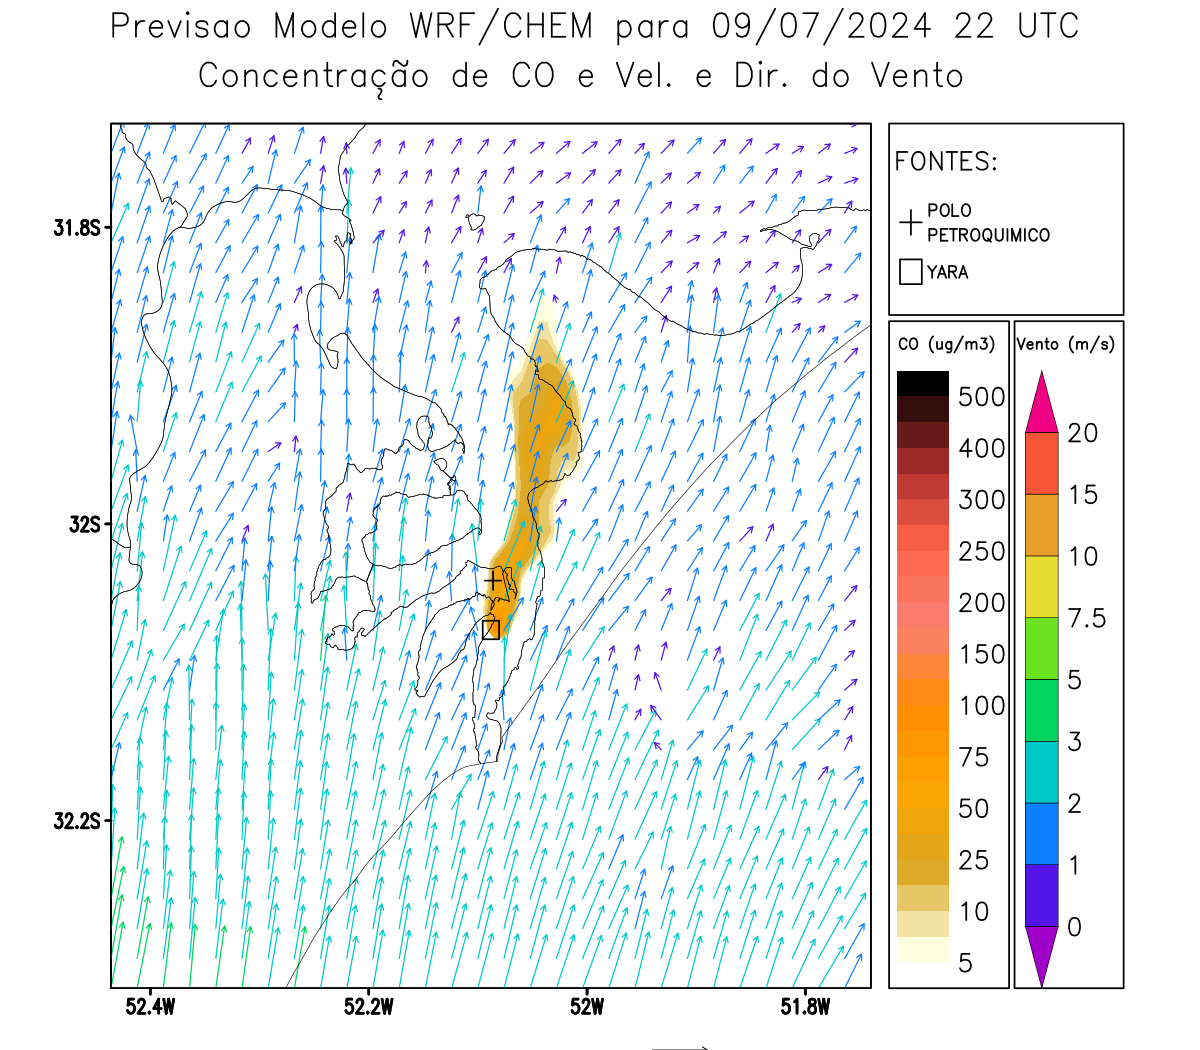 Previsao Modelo WRF/CHEM para 09/07/2024 22 UTC
Concentração de CO e Vel. e Dir. do Vento
FONTES:
POLO
PETROQUIMICO
YARA
CO (ug/m3)
500
400
300
250
200
150
100
75
50
25
10
5
Vento (m/s)
20
15
10
7.5
5
3
2
1
0
31.8S
32S
32.2S
52.4W
52.2W
52W
51.8W